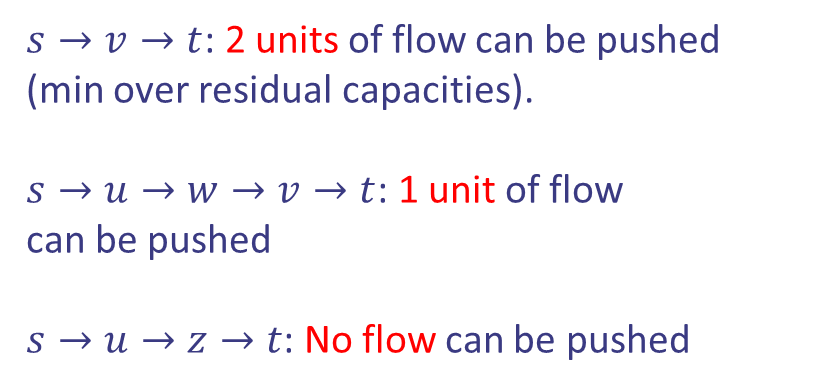 s → v → t: 2 units of flow can be pushed
(min over residual capacities).
s → u → w → v → t: 1 unit of flow
can be pushed
s → u → z → t: No flow can be pushed